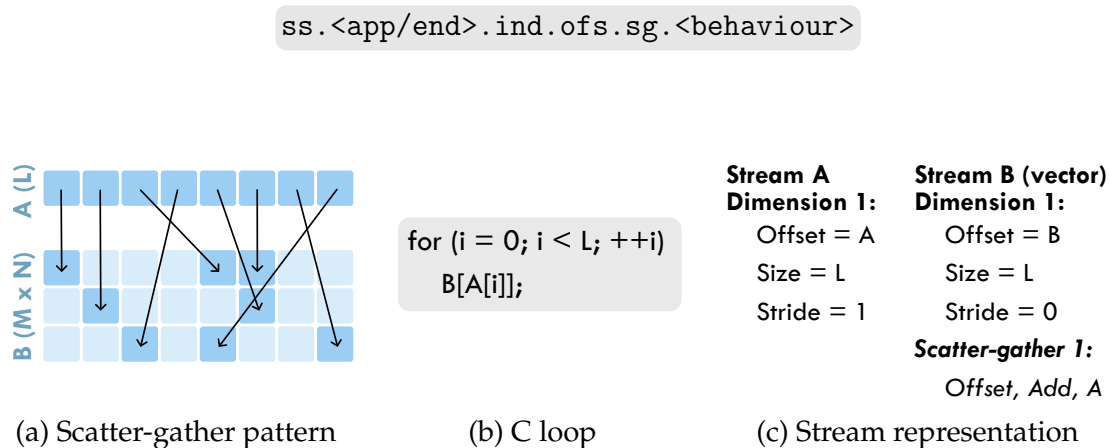 ss.<app/end>.ind.ofs.sg.<behaviour>
A (L)
B (M x N)
(a) Scatter-gather pattern
for (i = 0; i < L; ++i)
B[A[i]];
(b) C loop
Stream A
Dimension 1:
Offset = A
Size = L
Stride = 1
Stream B (vector)
Dimension 1:
Offset = B
Size = L
Stride = 0
Scatter-gather 1:
Offset, Add, A
(c) Stream representation